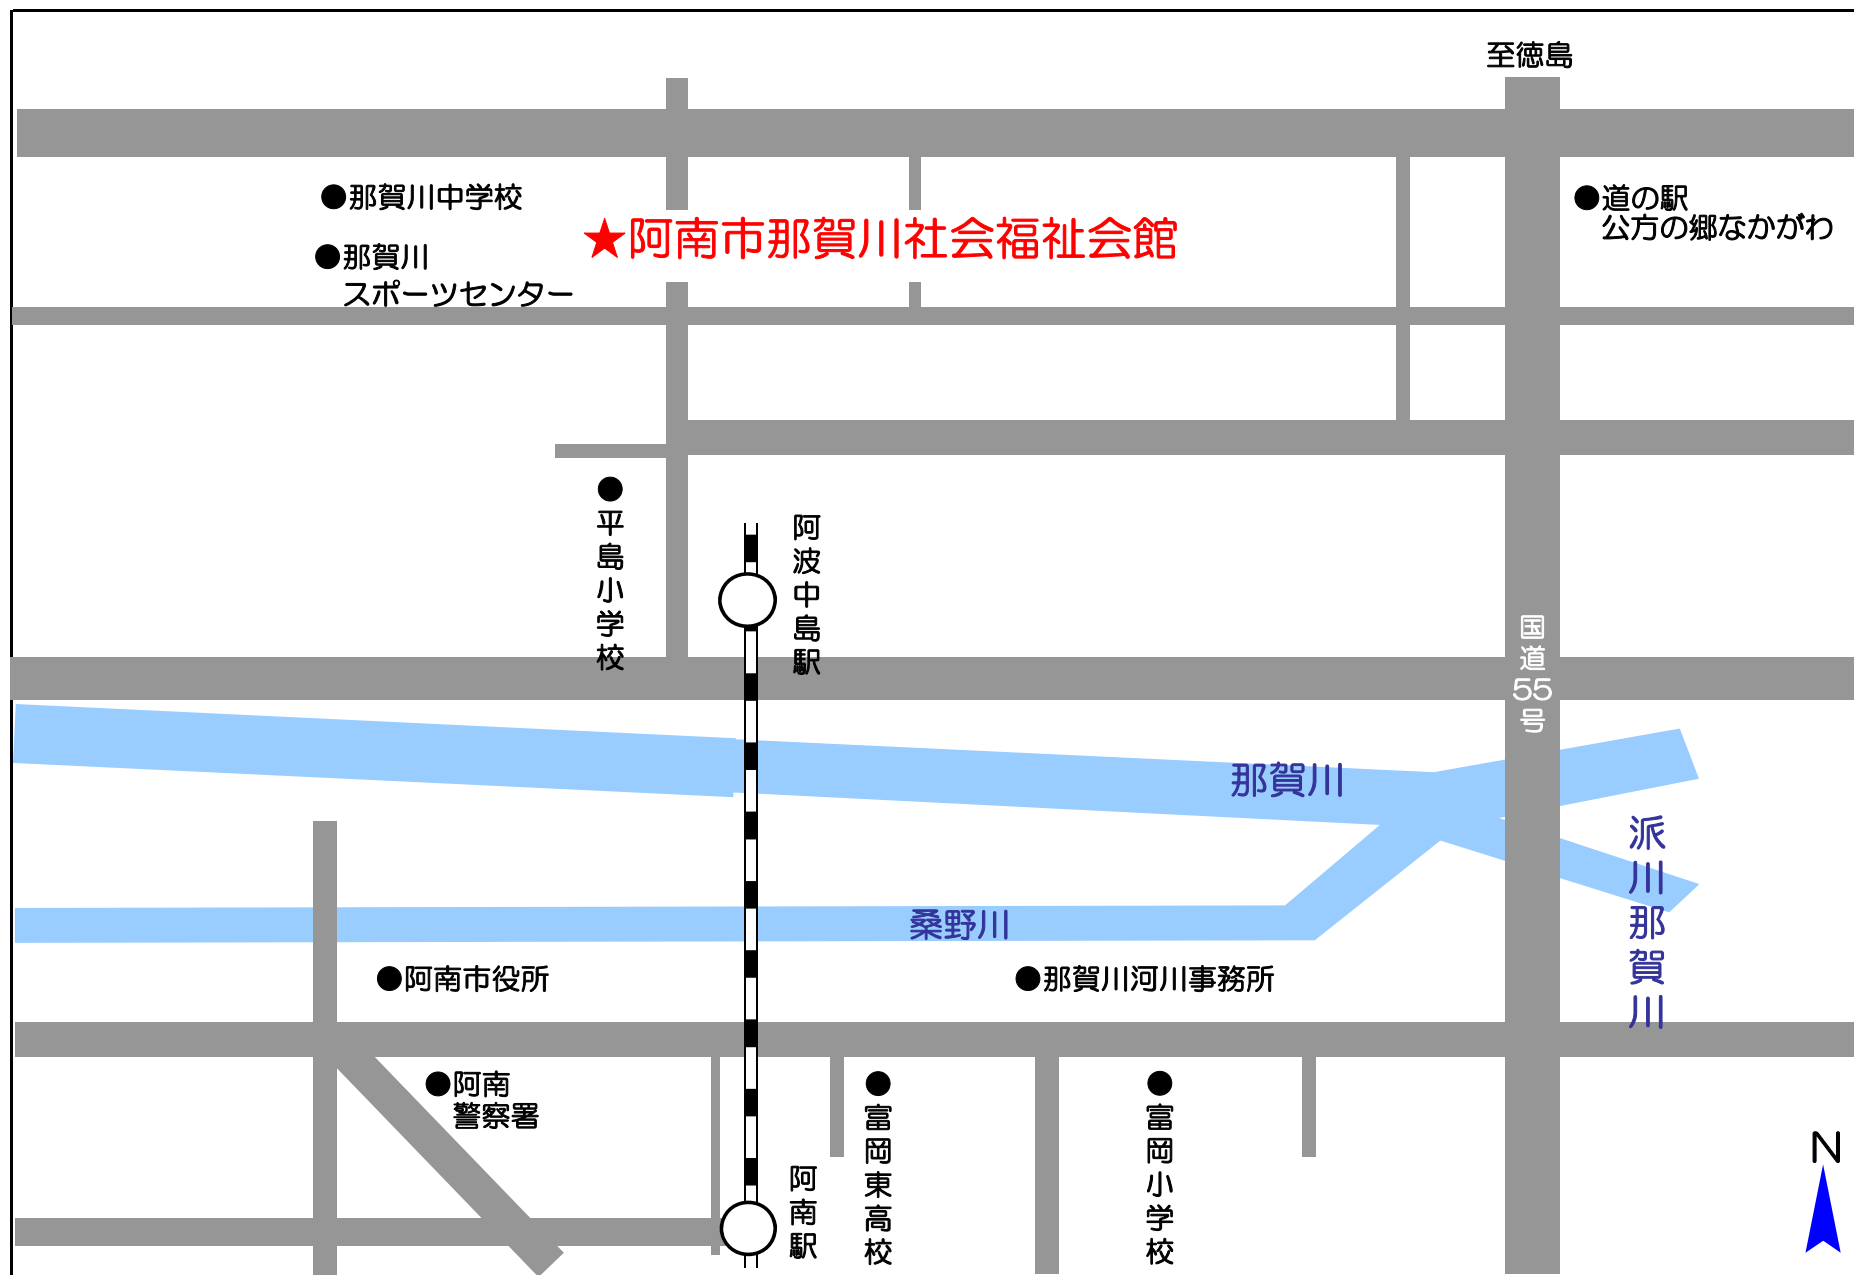 至徳島
●那賀川中学校
●道の駅
公方の郷なかがわ
★阿南市那賀川社会福祉会館
●那賀川
スポーツセンター
●平島小学校
阿波中島駅
国道55号
那賀川
派川那賀川
桑野川
●阿南市役所
●那賀川河川事務所
●阿南
警察署
●富岡東高校
●富岡小学校
阿南駅
N